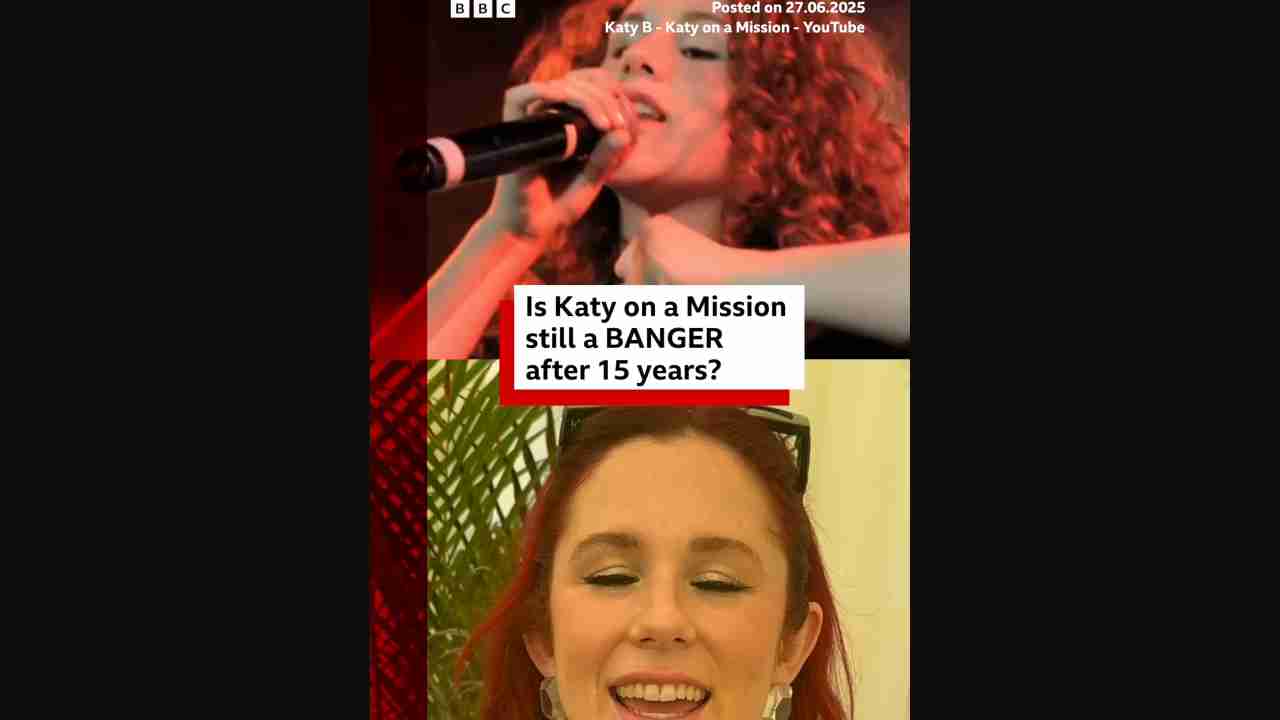 BBC
Posted on 27.06.2025
Katy B - Katy on a Mission - YouTube
Is Katy on a Mission
still a BANGER
after 15 years?